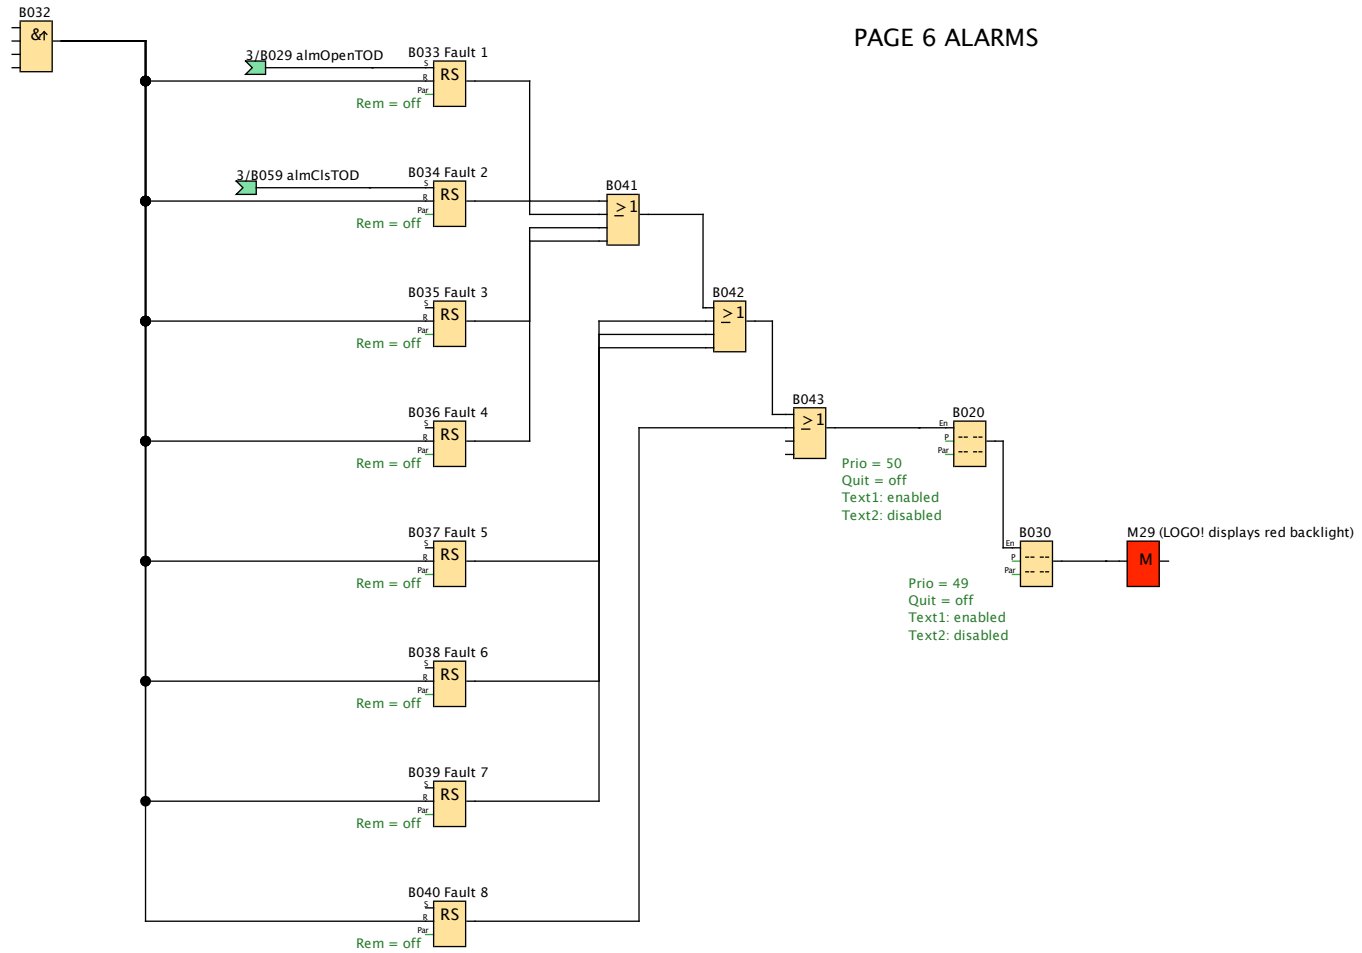 B032
&↑
PAGE 6 ALARMS
3/B029 almOpenTOD
B033 Fault 1
S
R
Par
RS
Rem = off
3/B059 almClsTOD
B034 Fault 2
S
R
Par
RS
Rem = off
B041
≥1
B035 Fault 3
S
R
Par
RS
Rem = off
B042
≥1
B036 Fault 4
S
R
Par
RS
Rem = off
B043
≥1
B020
En
P
Par
Prio = 50
Quit = off
Text1: enabled
Text2: disabled
B037 Fault 5
S
R
Par
RS
Rem = off
B030
En
P
Par
Prio = 49
Quit = off
Text1: enabled
Text2: disabled
M29 (LOGO! displays red backlight)
M
B038 Fault 6
S
R
Par
RS
Rem = off
B039 Fault 7
S
R
Par
RS
Rem = off
B040 Fault 8
S
R
Par
RS
Rem = off